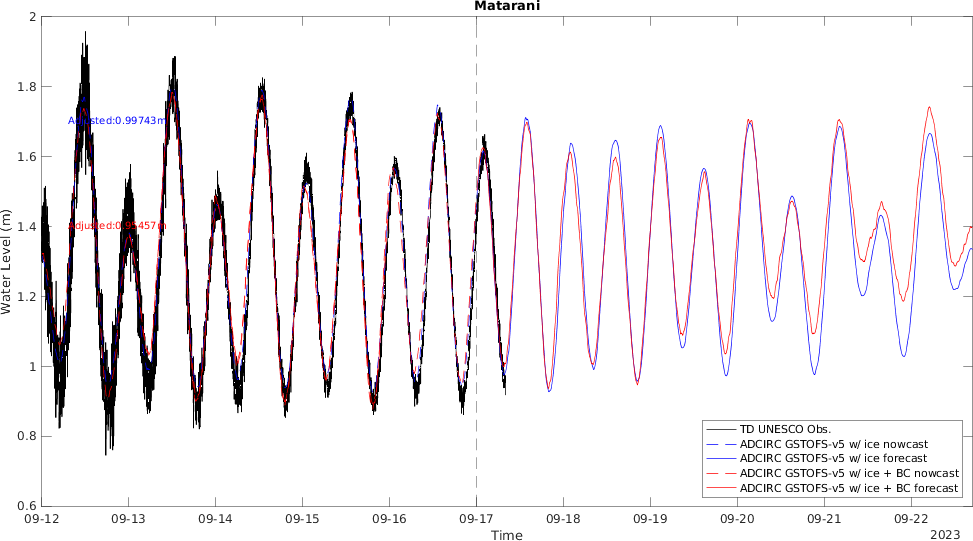 Matarani
2
1.8
1.6
1.4
1.2
1
0.8
0.6
Water Level (m)
Adjusted:0.99743m
09-12
09-13
09-14
09-15
09-16
09-17
09-18
09-19
09-20
09-21
09-22
Time
2023
TD UNESCO Obs.
ADCIRC GSTOFS-v5 w/ ice nowcast
ADCIRC GSTOFS-v5 w/ ice forecast
ADCIRC GSTOFS-v5 w/ ice + BC nowcast
ADCIRC GSTOFS-v5 w/ ice + BC forecast